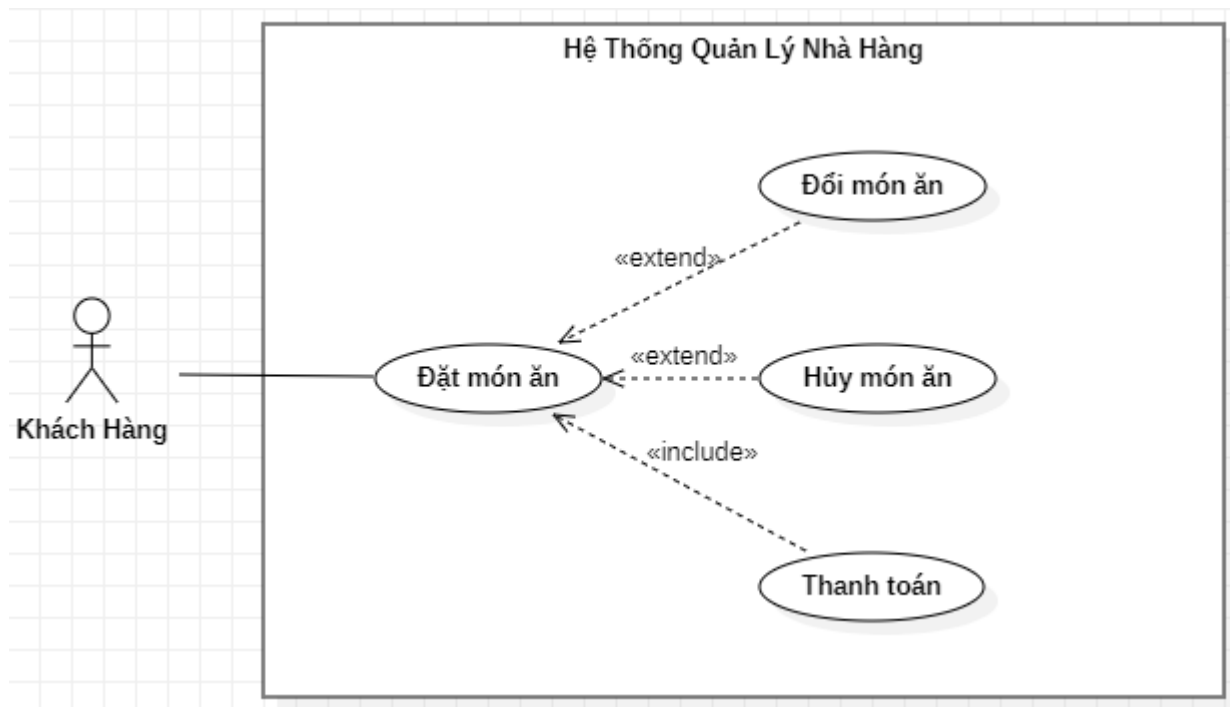 Hệ Thống Quản Lý Nhà Hàng
Đổi món ăn
«extend»
Đặt món ăn
«extend»
Hủy món ăn
Khách Hàng
«include»
Thanh toán